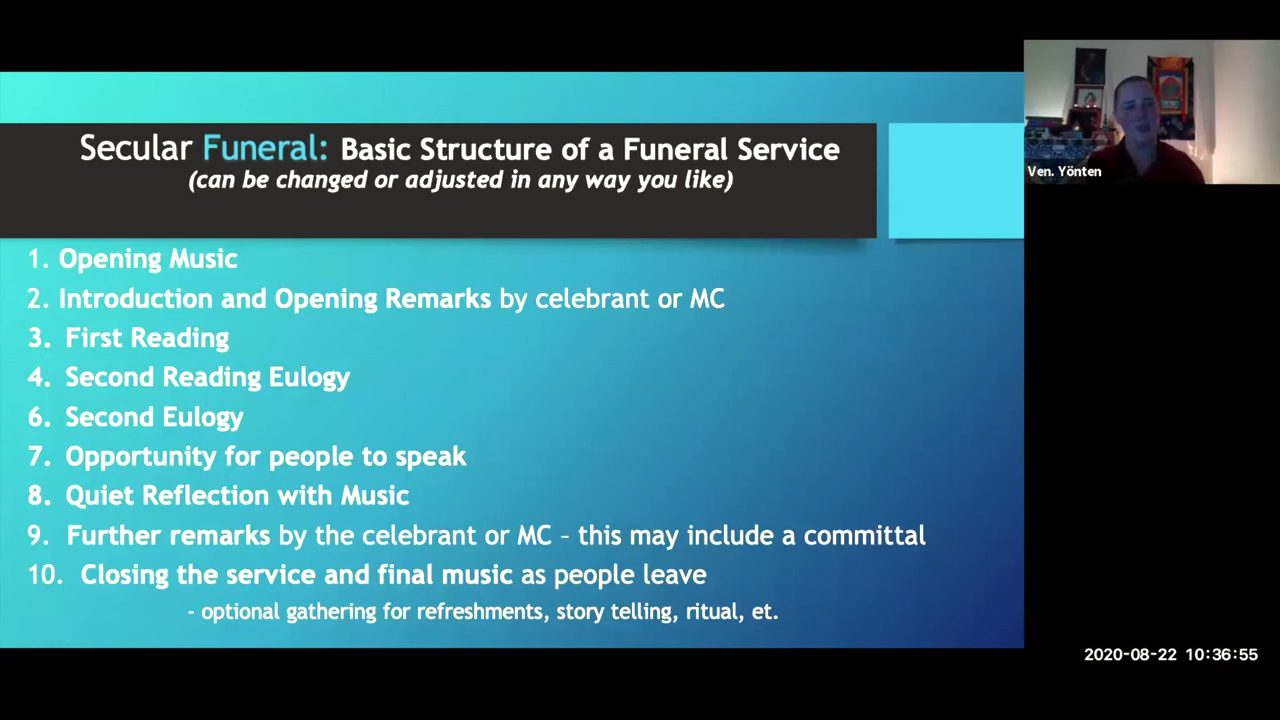 Secular Funeral: Basic Structure of a Funeral Service
(can be changed or adjusted in any way you like)
Ven. Yönten
1. Opening Music
2. Introduction and Opening Remarks by celebrant or MC
3. First Reading
4. Second Reading Eulogy
6. Second Eulogy
7. Opportunity for people to speak
8. Quiet Reflection with Music
9. Further remarks by the celebrant or MC – this may include a committal
10. Closing the service and final music as people leave
- optional gathering for refreshments, story telling, ritual, et.
2020-08-22 10:36:55